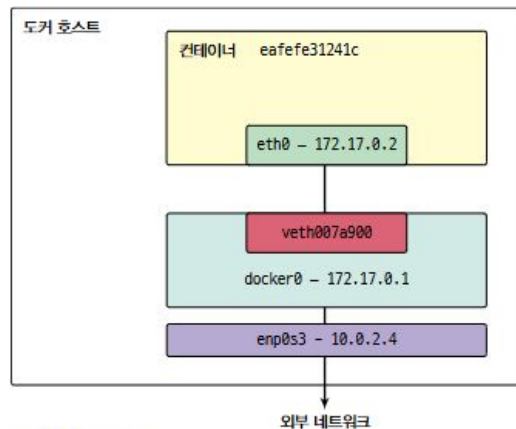 도커 호스트
컨테이너 eafefe31241c
eth0 – 172.17.0.2
veth007a900
docker0 – 172.17.0.1
enp0s3 - 10.0.2.4
외부 네트워크